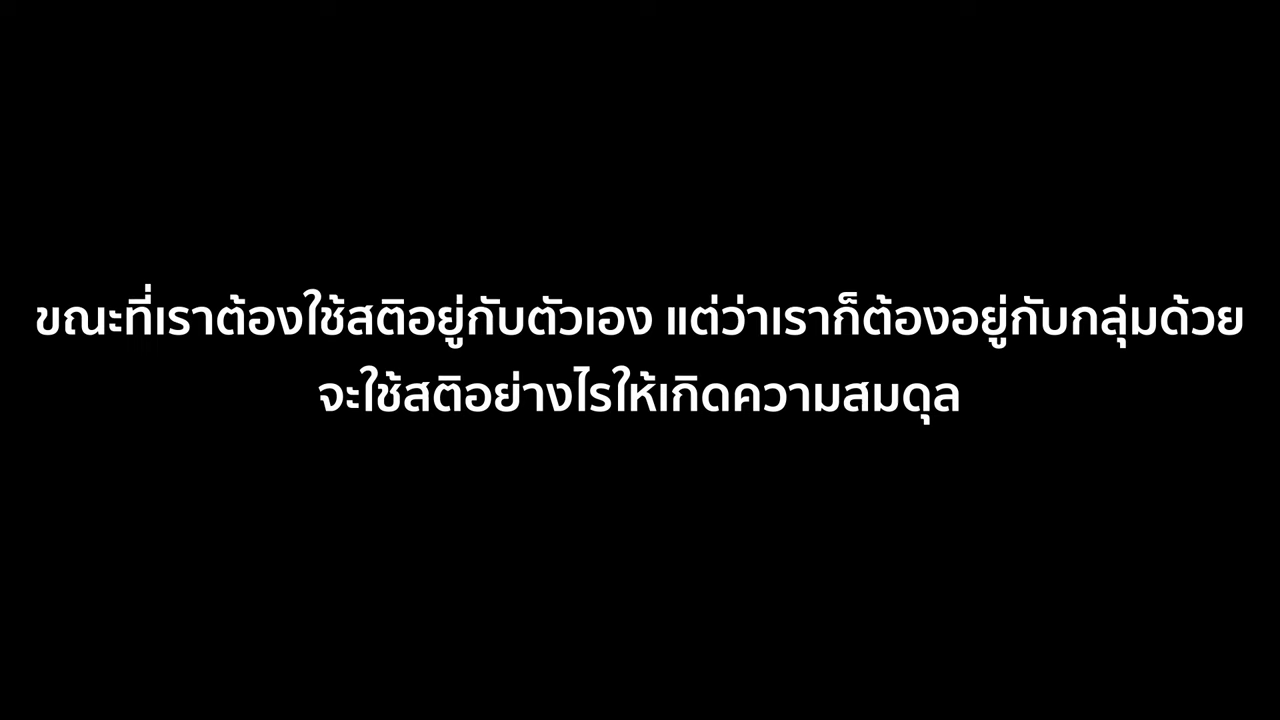 ขณะที่เราต้องใช้สติอยู่กับตัวเอง แต่ว่าเราก็ต้องอยู่กับกลุ่มด้วย
จะใช้สติอย่างไรให้เกิดความสมดุล